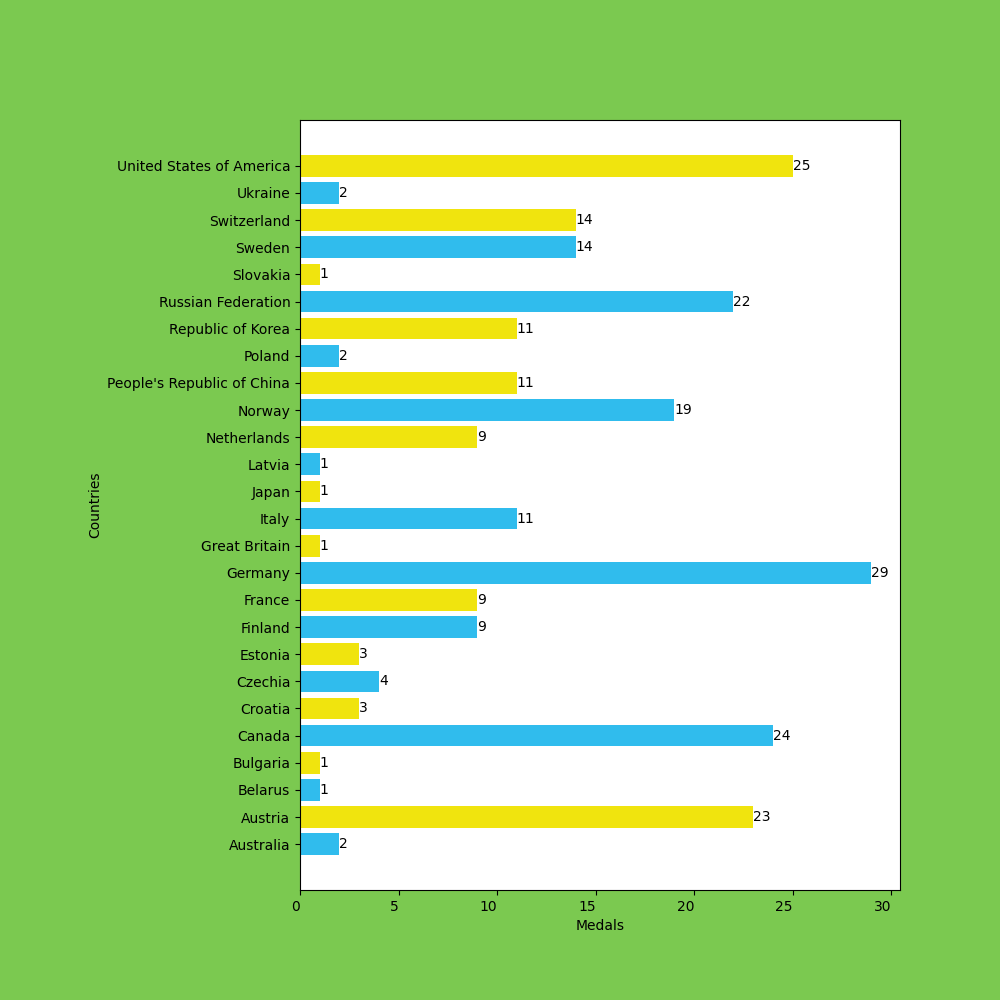 United States of America 25
Ukraine 2
Switzerland 14
Sweden 14
Slovakia 1
Russian Federation 22
Republic of Korea 11
Poland 2
People's Republic of China 11
Norway 19
Netherlands 9
Latvia 1
Japan 1
Italy 11
Great Britain 1
Germany 29
France 9
Finland 9
Estonia 3
Czechia 4
Croatia 3
Canada 24
Bulgaria 1
Belarus 1
Austria 23
Australia 2
Countries
0 5 10 15 20 25 30
Medals